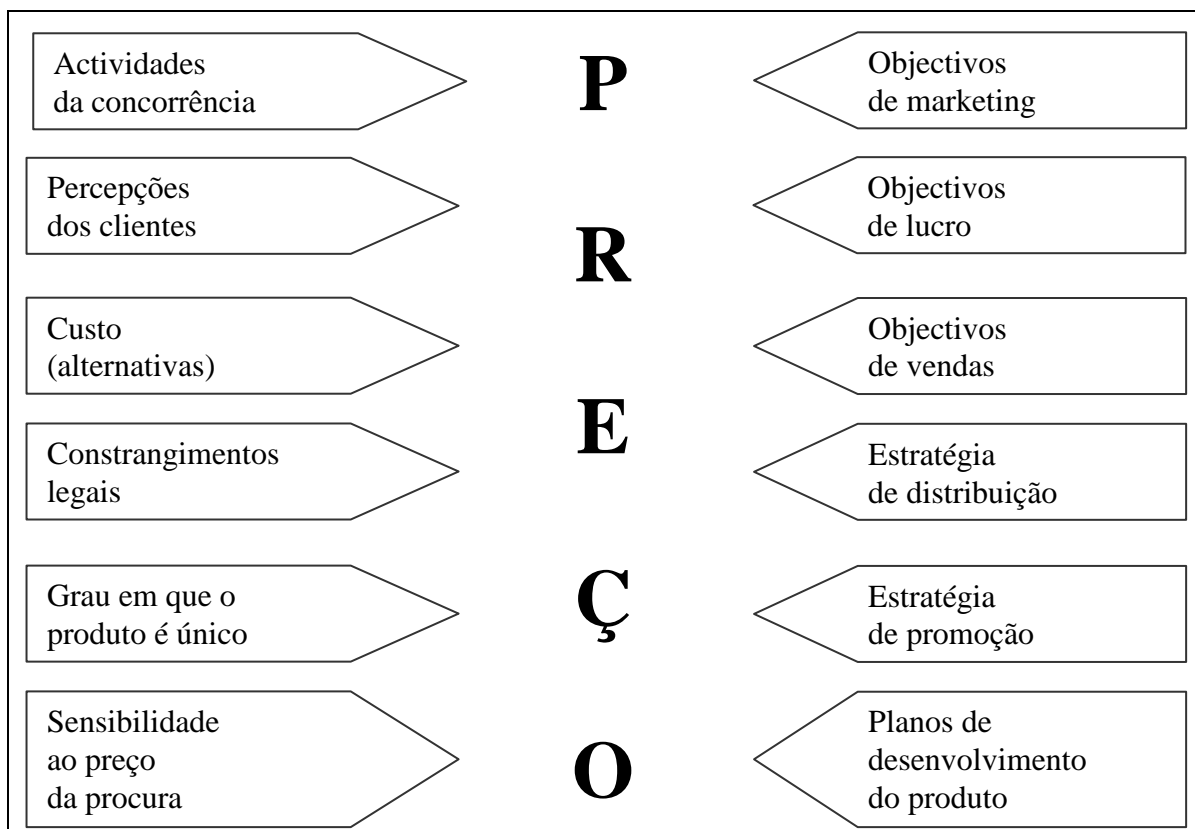 Actividades
da concorrência
Percepções
dos clientes
Custo
(alternativas)
Constrangimentos
legais
Grau em que o
produto é único
Sensibilidade
ao preço
da procura
P
R
E
Ç
O
Objectivos
de marketing
Objectivos
de lucro
Objectivos
de vendas
Estratégia
de distribuição
Estratégia
de promoção
Planos de
desenvolvimento
do produto